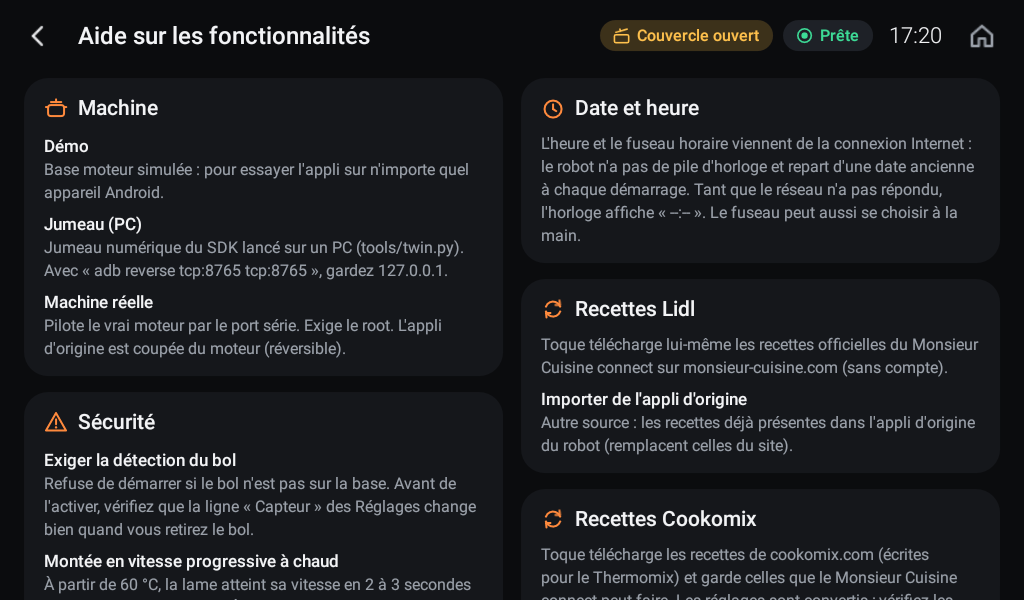 Aide sur les fonctionnalités
Couvercle ouvert
Prête
17:20
Machine
Démo
Base moteur simulée : pour essayer l'appli sur n'importe quel
appareil Android.
Jumeau (PC)
Jumeau numérique du SDK lancé sur un PC (tools/twin.py).
Avec « adb reverse tcp:8765 tcp:8765 », gardez 127.0.0.1.
Machine réelle
Pilote le vrai moteur par le port série. Exige le root. L'appli
d'origine est coupée du moteur (réversible).
Sécurité
Exiger la détection du bol
Refuse de démarrer si le bol n'est pas sur la base. Avant de
l'activer, vérifiez que la ligne « Capteur » des Réglages change
bien quand vous retirez le bol.
Montée en vitesse progressive à chaud
À partir de 60 °C, la lame atteint sa vitesse en 2 à 3 secondes
Date et heure
L'heure et le fuseau horaire viennent de la connexion Internet :
le robot n'a pas de pile d'horloge et repart d'une date ancienne
à chaque démarrage. Tant que le réseau n'a pas répondu,
l'horloge affiche « –:– ». Le fuseau peut aussi se choisir à la
main.
Recettes Lidl
Toque télécharge lui-même les recettes officielles du Monsieur
Cuisine connect sur monsieur-cuisine.com (sans compte).
Importer de l'appli d'origine
Autre source : les recettes déjà présentes dans l'appli d'origine
du robot (remplacent celles du site).
Recettes Cookomix
Toque télécharge les recettes de cookomix.com (écrites
pour le Thermomix) et garde celles que le Monsieur Cuisine
connect peut faire. Les réglages sont convertis : vérifiez les